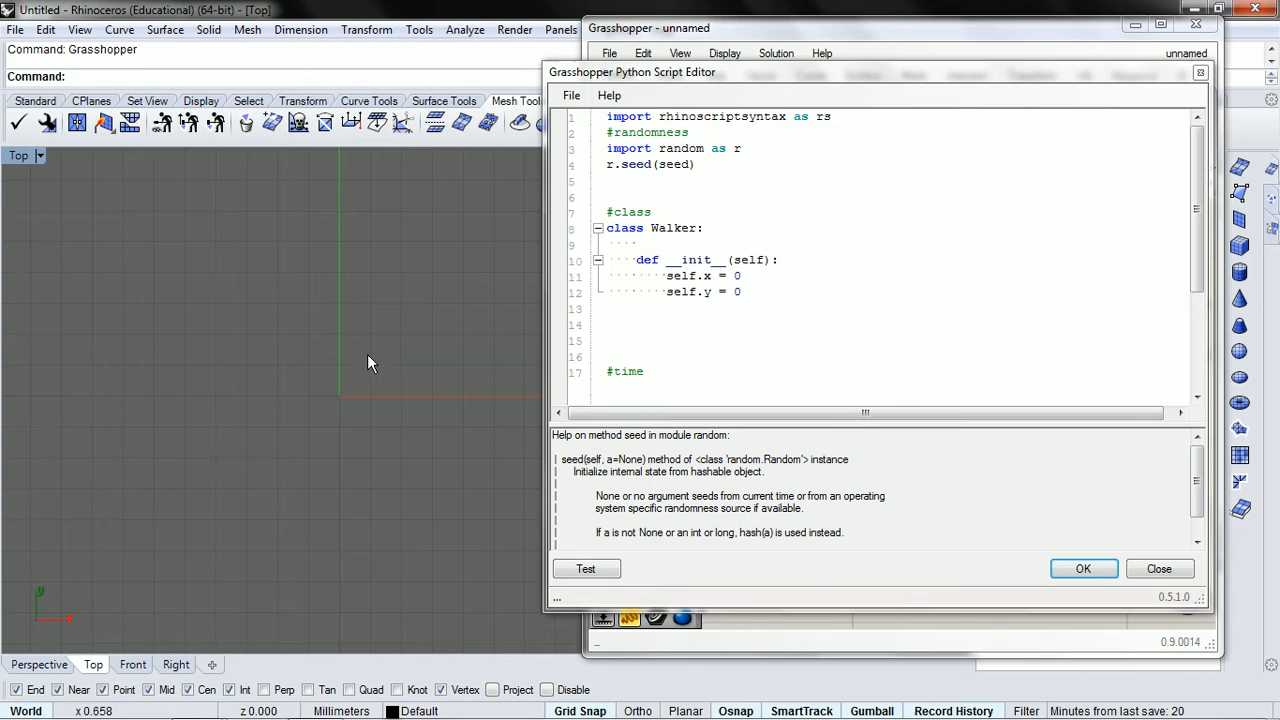 Untitled - Rhinoceros (Educational) (64-bit) - [Top]
File Edit View Curve Surface Solid Mesh Dimension Transform Tools Analyze Render Panels
Command: Grasshopper
Command:
Standard CPlanes Set View Display Select Transform Curve Tools Surface Tools Mesh Tools
Top
Grasshopper - unnamed
File Edit View Display Solution Help unnamed
Grasshopper Python Script Editor
File Help
1 import rhinoscriptsyntax as rs
2 #randomness
3 import random as r
4 r.seed(seed)
5
6
7 #class
8 class Walker:
9
10 def __init__(self):
11 self.x = 0
12 self.y = 0
13
14
15
16
17 #time
Help on method seed in module random:
seed(self, a=None) method of <class 'random.Random'> instance
Initialize internal state from hashable object.
None or no argument seeds from current time or from an operating
system specific randomness source if available.
If a is not None or an int or long, hash(a) is used instead.
Test OK Close
... 0.5.1.0
0.9.0014
y
x
Perspective Top Front Right
End Near Point Mid Cen Int Perp Tan Quad Knot Vertex Project Disable
World x 0.658 z 0.000 Millimeters Default Grid Snap Ortho Planar Osnap SmartTrack Gumball Record History Filter Minutes from last save: 20